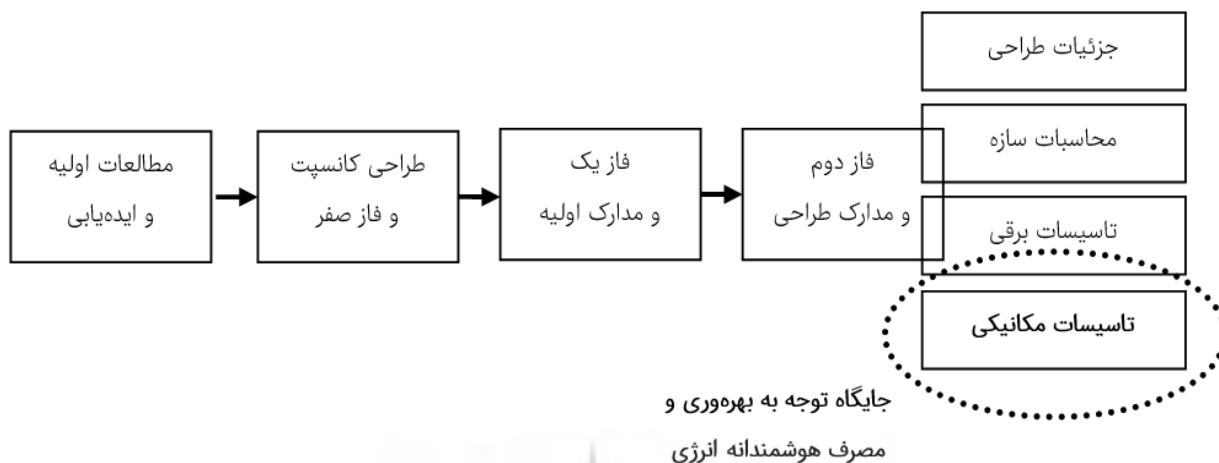 مطالعات اولیه
و ایده‌یابی
طراحی کانسپت
و فاز صفر
فاز یک
و مدارک اولیه
فاز دوم
و مدارک طراحی
جزئیات طراحی
محاسبات سازه
تاسیسات برقی
تاسیسات مکانیکی
جایگاه توجه به بهره‌وری و
مصرف هوشمندانه انرژی